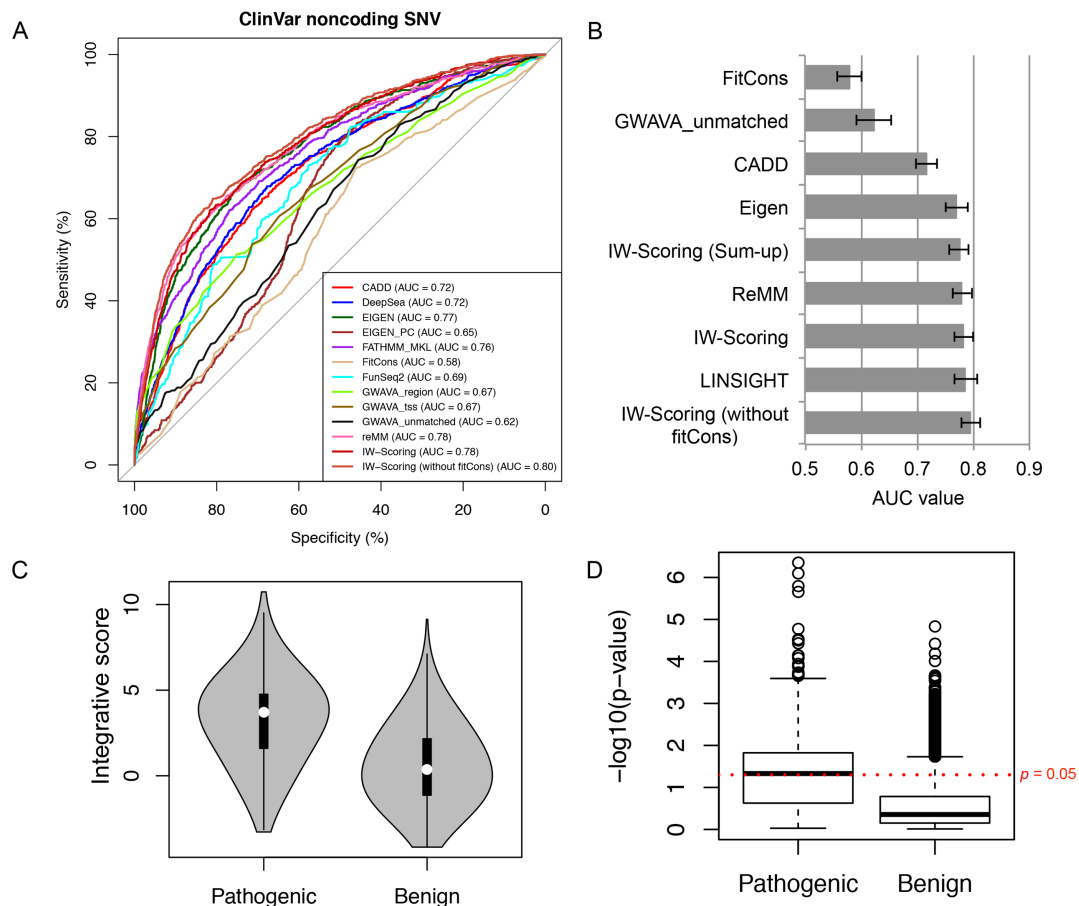 A
ClinVar noncoding SNV
Sensitivity (%)
100
80
60
40
20
0
100
80
60
40
20
0
Specificity (%)
CADD (AUC = 0.72)
DeepSea (AUC = 0.72)
EIGEN (AUC = 0.77)
EIGEN_PC (AUC = 0.65)
FATHMM_MKL (AUC = 0.76)
FitCons (AUC = 0.58)
FunSeq2 (AUC = 0.69)
GWAVA_region (AUC = 0.67)
GWAVA_tss (AUC = 0.67)
GWAVA_unmatched (AUC = 0.62)
reMM (AUC = 0.78)
IW-Scoring (AUC = 0.78)
IW-Scoring (without fitCons) (AUC = 0.80)
B
FitCons
GWAVA_unmatched
CADD
Eigen
IW-Scoring (Sum-up)
ReMM
IW-Scoring
LINSIGHT
IW-Scoring (without
fitCons)
0.5
0.6
0.7
0.8
0.9
AUC value
C
Integrative score
10
5
0
Pathogenic
Benign
D
−log10(p−value)
6
5
4
3
2
1
0
p = 0.05
Pathogenic
Benign